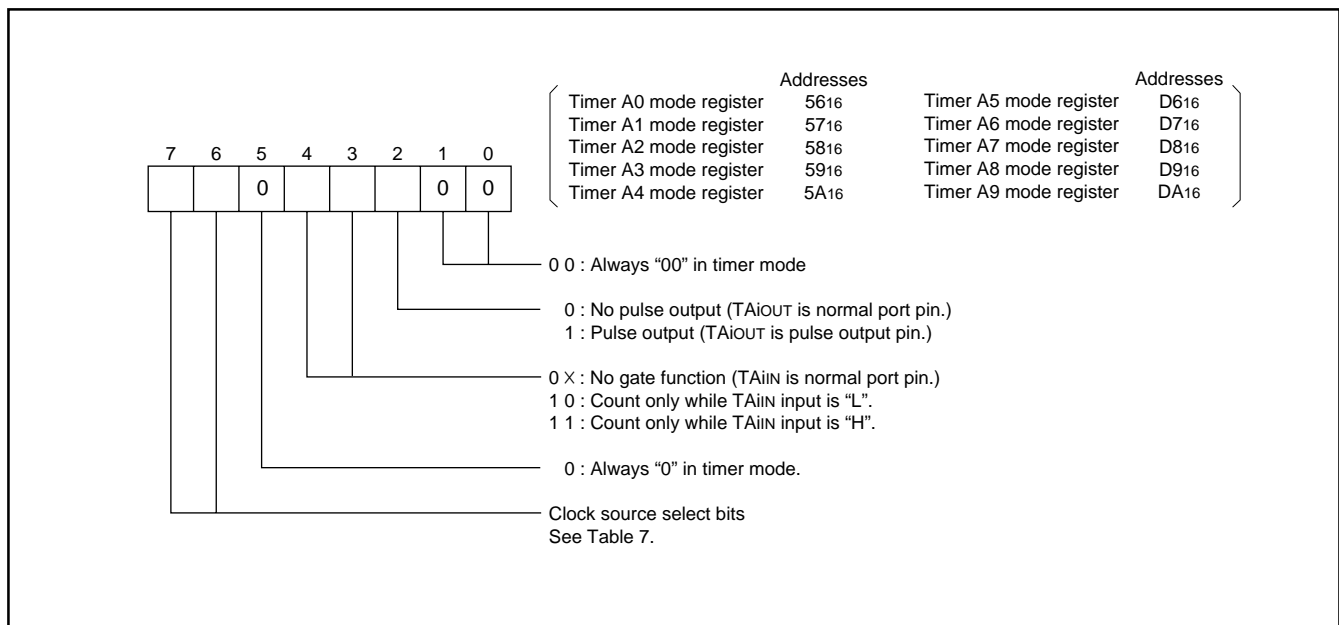 Addresses Addresses
Timer A0 mode register 5616 Timer A5 mode register D616
Timer A1 mode register 5716 Timer A6 mode register D716
Timer A2 mode register 5816 Timer A7 mode register D816
Timer A3 mode register 5916 Timer A8 mode register D916
Timer A4 mode register 5A16 Timer A9 mode register DA16
7 6 5 4 3 2 1 0
0 0 0
0 0 : Always “00” in timer mode
0 : No pulse output (TAiOUT is normal port pin.)
1 : Pulse output (TAiOUT is pulse output pin.)
0 × : No gate function (TAiIN is normal port pin.)
1 0 : Count only while TAiIN input is “L”.
1 1 : Count only while TAiIN input is “H”.
0 : Always “0” in timer mode.
Clock source select bits
See Table 7.